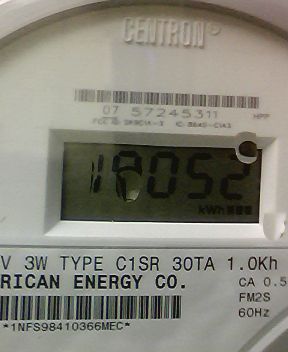 CENTRON®
07 57245311 HPP
kWh
V 3W TYPE C1SR 30TA 1.0Kh
RICAN ENERGY CO. CA 0.5
FM2S
60Hz
*1NFS98410366MEC*